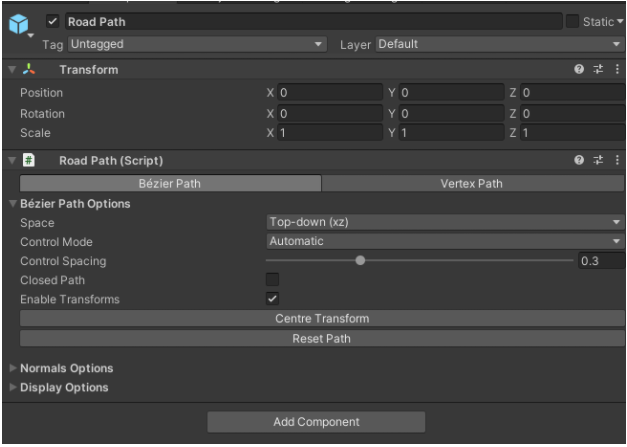 Road Path Static
Tag Untagged Layer Default
Transform
Position X 0 Y 0 Z 0
Rotation X 0 Y 0 Z 0
Scale X 1 Y 1 Z 1
# Road Path (Script)
Bézier Path Vertex Path
Bézier Path Options
Space Top-down (xz)
Control Mode Automatic
Control Spacing 0.3
Closed Path
Enable Transforms
Centre Transform
Reset Path
Normals Options
Display Options
Add Component